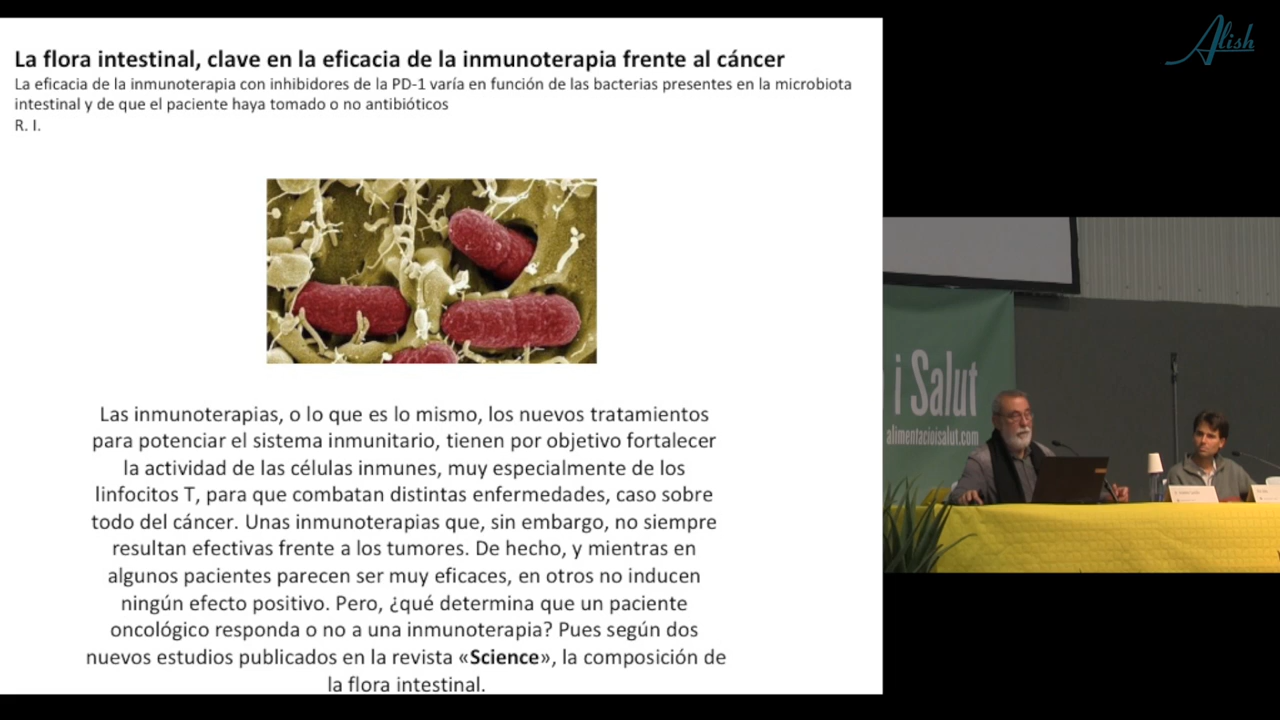 La flora intestinal, clave en la eficacia de la inmunoterapia frente al cáncer
La eficacia de la inmunoterapia con inhibidores de la PD-1 varía en función de las bacterias presentes en la microbiota
intestinal y de que el paciente haya tomado o no antibióticos
R. I.
Las inmunoterapias, o lo que es lo mismo, los nuevos tratamientos
para potenciar el sistema inmunitario, tienen por objetivo fortalecer
la actividad de las células inmunes, muy especialmente de los
linfocitos T, para que combatan distintas enfermedades, caso sobre
todo del cáncer. Unas inmunoterapias que, sin embargo, no siempre
resultan efectivas frente a los tumores. De hecho, y mientras en
algunos pacientes parecen ser muy eficaces, en otros no inducen
ningún efecto positivo. Pero, ¿qué determina que un paciente
oncológico responda o no a una inmunoterapia? Pues según dos
nuevos estudios publicados en la revista «Science», la composición de
la flora intestinal.
Alish
i Salut
alimentacioisalut.com